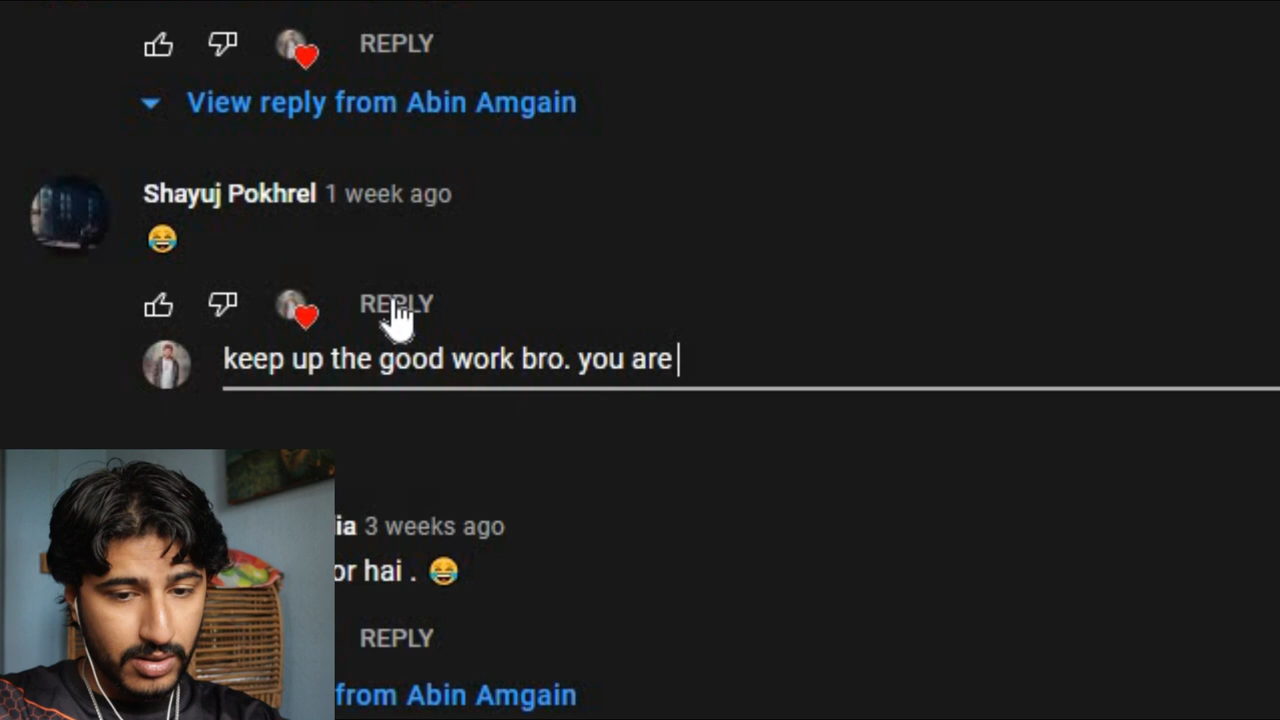 REPLY
View reply from Abin Amgain
Shayuj Pokhrel 1 week ago
😂
REPLY
keep up the good work bro. you are
ia 3 weeks ago
or hai . 😂
REPLY
from Abin Amgain